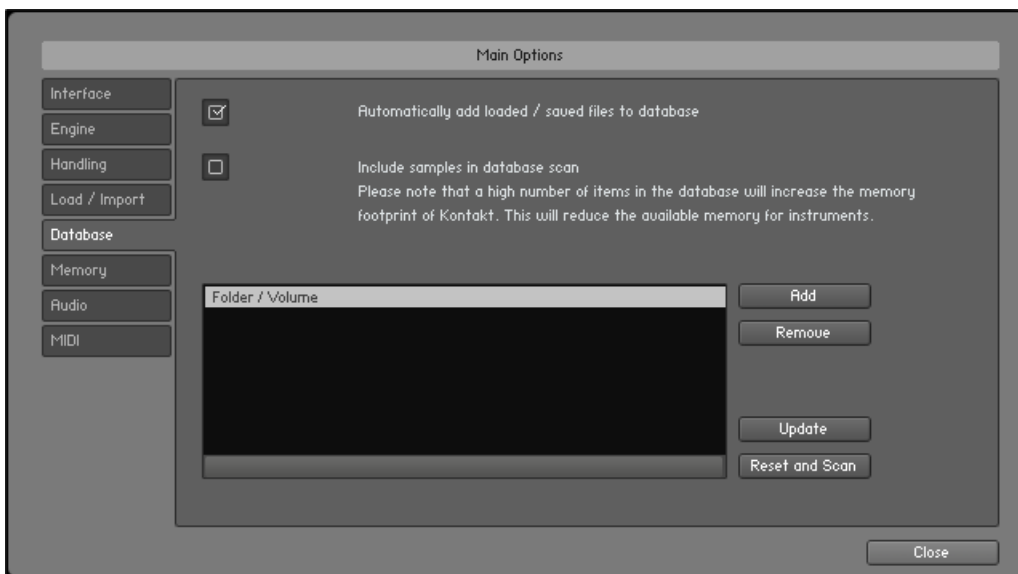 Main Options
Interface
Engine
Handling
Load / Import
Database
Memory
Audio
MIDI
Automatically add loaded / saved files to database
Include samples in database scan
Please note that a high number of items in the database will increase the memory
footprint of Kontakt. This will reduce the available memory for instruments.
Folder / Volume
Add
Remove
Update
Reset and Scan
Close